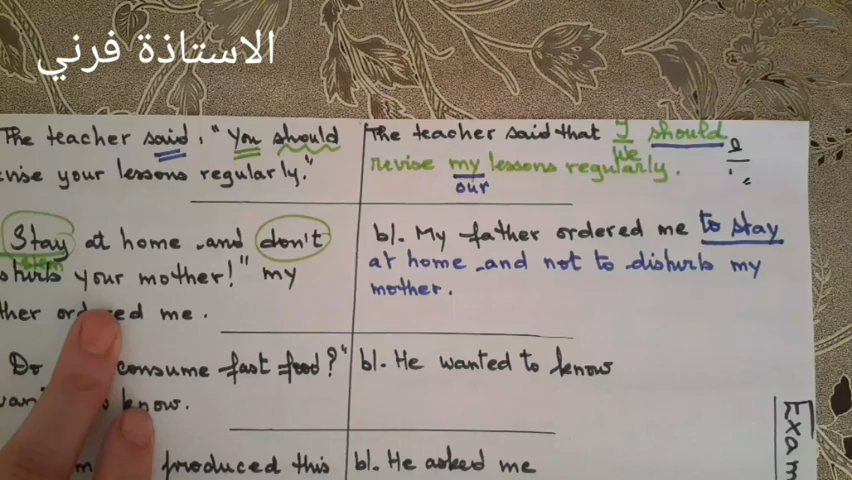 الاستاذة فرني
The teacher said, "You should
revise your lessons regularly."
The teacher said that I should
we
revise my lessons regularly.
our
Stay at home and don't
disturb your mother!" my
ordered me.
b/. My father ordered me to stay
at home and not to disturb my
mother.
Do consume fast food?"
know.
b/. He wanted to know
produced this
b/. He asked me
Exam